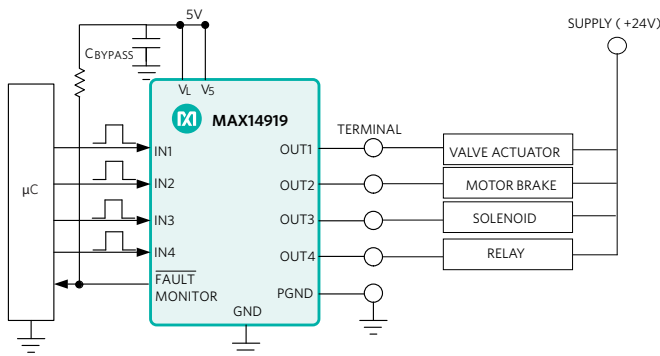 SUPPLY ( +24V)
5V
CBYPASS
VL
V5
MAX14919
TERMINAL
µC
IN1
OUT1
VALVE ACTUATOR
IN2
OUT2
MOTOR BRAKE
IN3
OUT3
SOLENOID
IN4
OUT4
RELAY
FAULT
MONITOR
PGND
GND